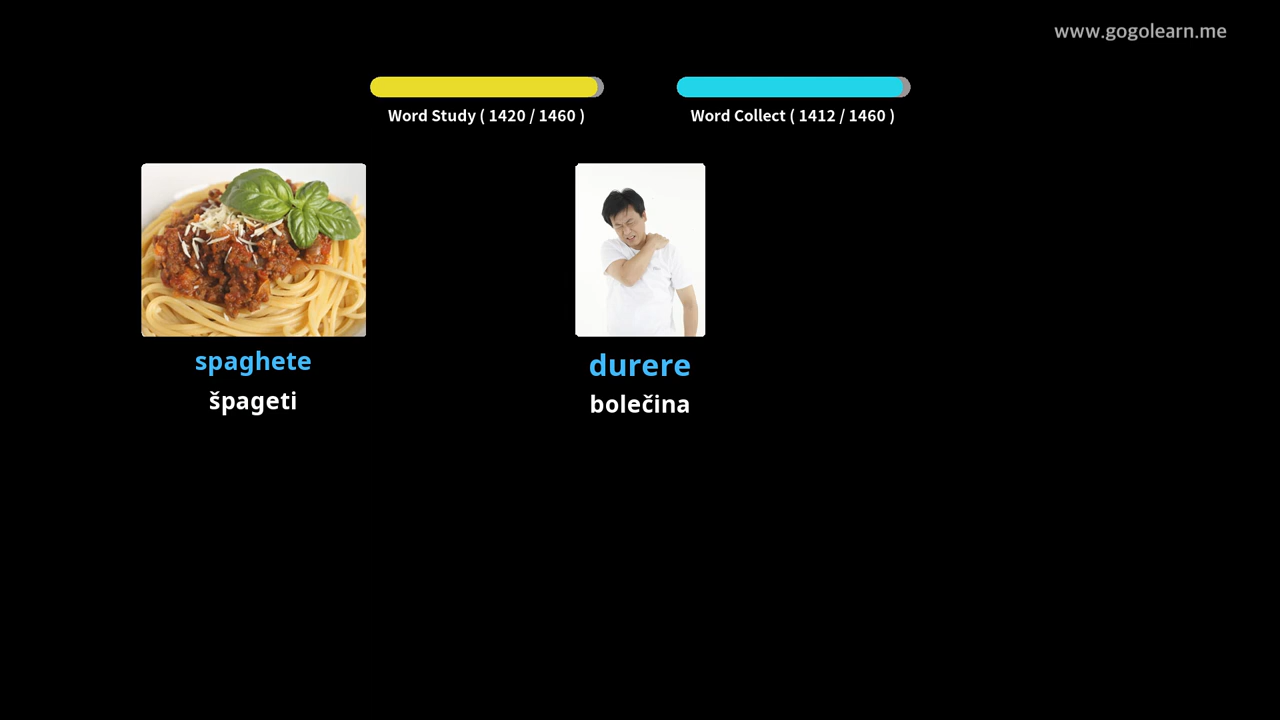 www.gogolearn.me
Word Study ( 1420 / 1460 )
Word Collect ( 1412 / 1460 )
spaghete
špageti
durere
bolečina